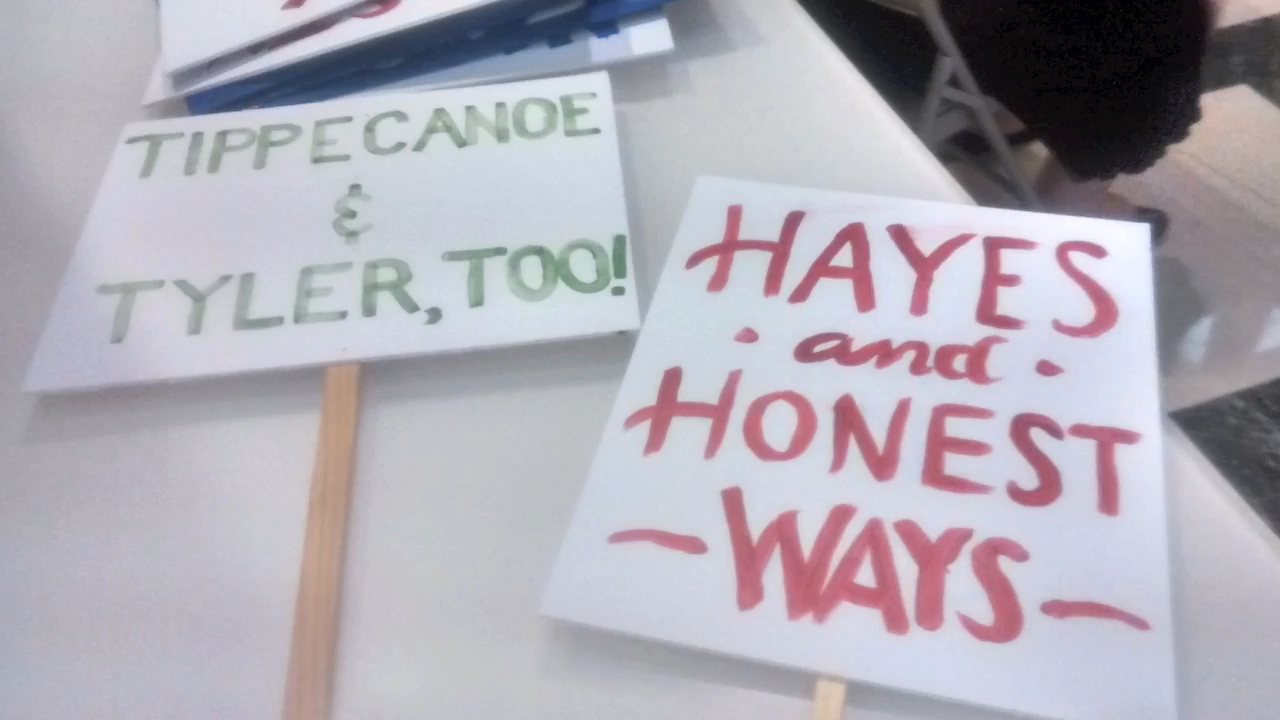 TIPPECANOE
&
TYLER, TOO!
HAYES
· and ·
HONEST
- WAYS -